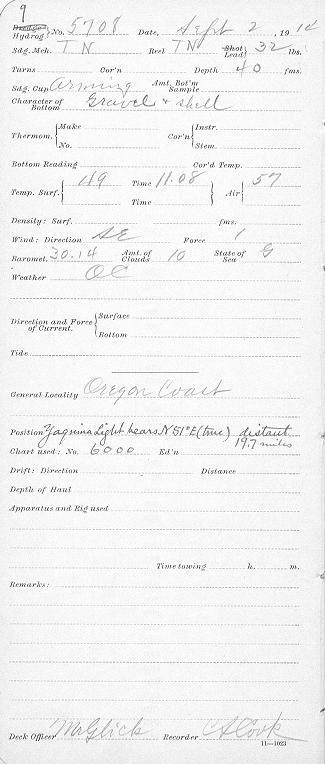 9
Dredge
Hydrog. No. 5708 Date, Sept 2, 1914
Sdg. Mch. TN Reel TN Shot Lead 32 lbs.
Turns Cor'n Depth 40 fms.
Sdg. Cup Arming Amt. Bot'm Sample
Character of Bottom Gravel & shell
Thermom. Make No. Cor'n Instr. Stem.
Bottom Reading Cor'd Temp.
Temp. Surf. 49 Time 11.08 Air 57
Time
Density: Surf. fms.
Wind: Direction SE Force 1
Baromet. 30.14 Amt. of Clouds 10 State of Sea G
Weather OC
Direction and Force of Current. Surface
Bottom
Tide
General Locality Oregon Coast
Position Yaquina Light bears N 51° E (true) distant
19.7 miles
Chart used: No. 6000 Ed'n
Drift: Direction Distance
Depth of Haul
Apparatus and Rig used
Time towing h. m.
Remarks:
Deck Officer McGlick Recorder CA Cook
11—1023